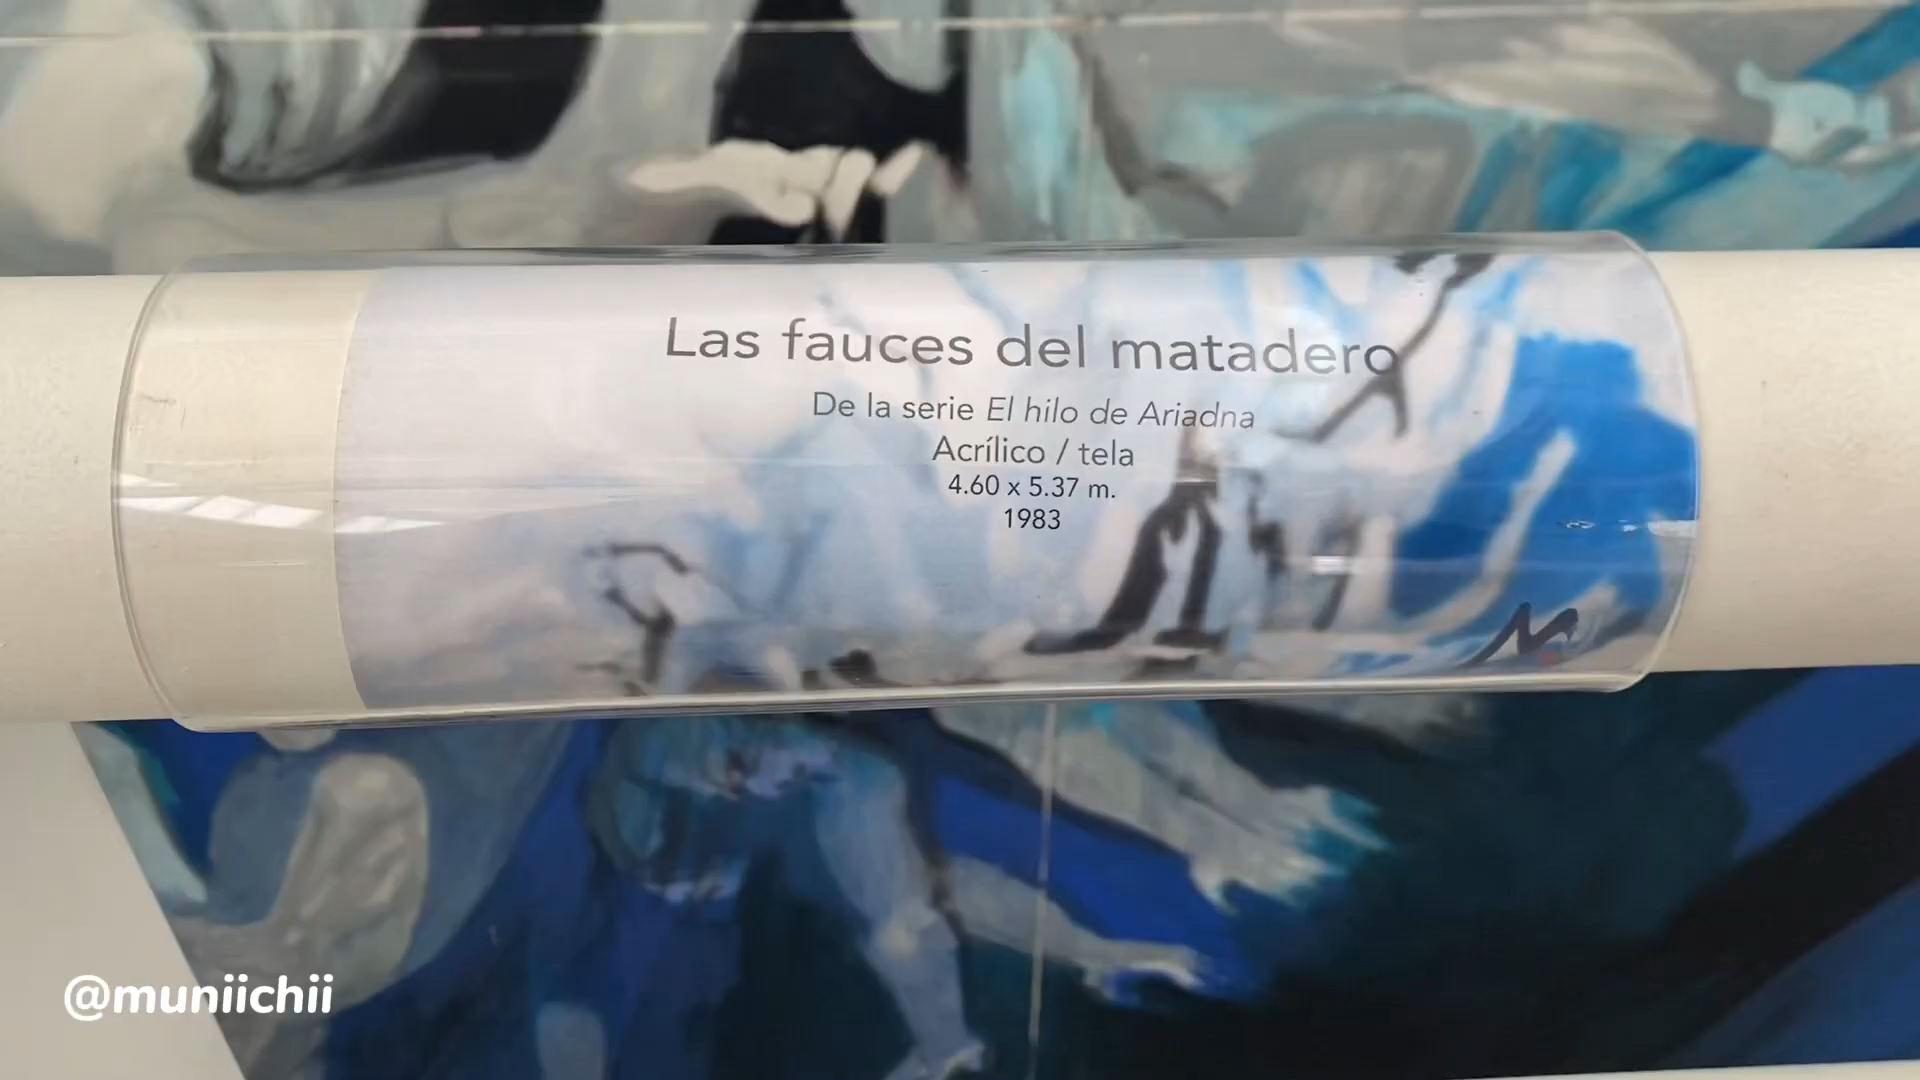 Las fauces del matadero
De la serie El hilo de Ariadna
Acrílico / tela
4.60 x 5.37 m.
1983
@muniichii